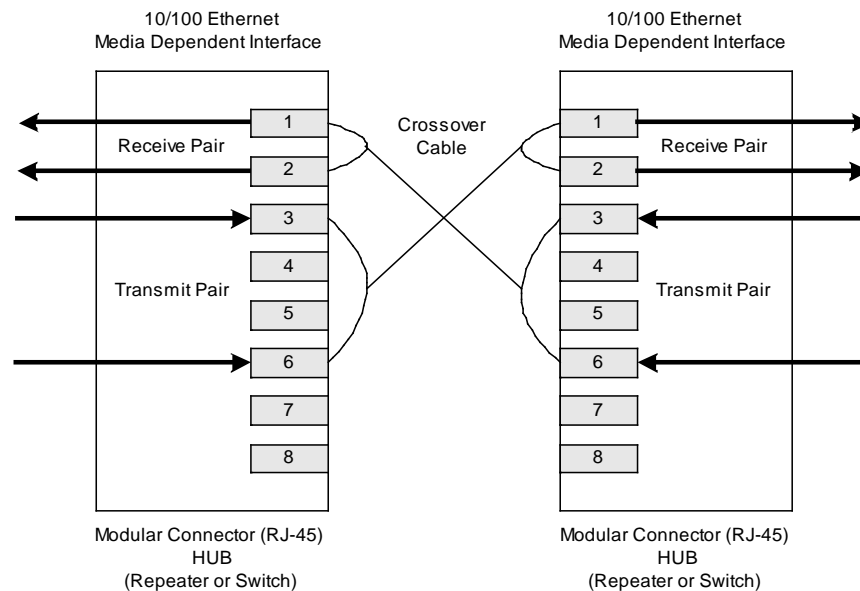 10/100 Ethernet
Media Dependent Interface
10/100 Ethernet
Media Dependent Interface
1
Receive Pair
2
3
4
Transmit Pair
5
6
7
8
Crossover
Cable
1
Receive Pair
2
3
4
Transmit Pair
5
6
7
8
Modular Connector (RJ-45)
HUB
(Repeater or Switch)
Modular Connector (RJ-45)
HUB
(Repeater or Switch)